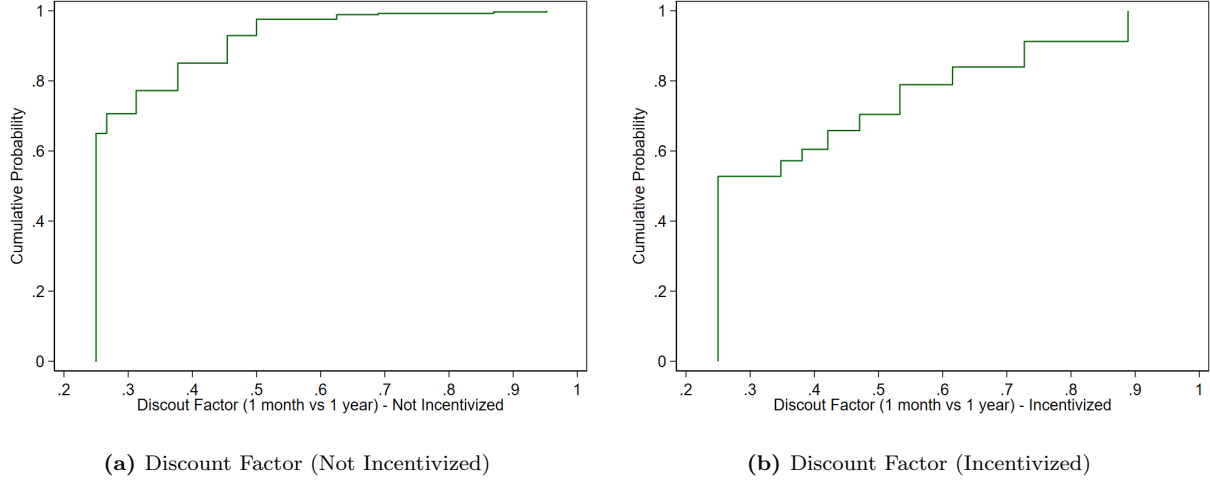 Cumulative Probability
1
.8
.6
.4
.2
0
.2 .3 .4 .5 .6 .7 .8 .9 1
Discout Factor (1 month vs 1 year) - Not Incentivized
(a) Discount Factor (Not Incentivized)
Cumulative Probability
1
.8
.6
.4
.2
0
.2 .3 .4 .5 .6 .7 .8 .9 1
Discout Factor (1 month vs 1 year) - Incentivized
(b) Discount Factor (Incentivized)